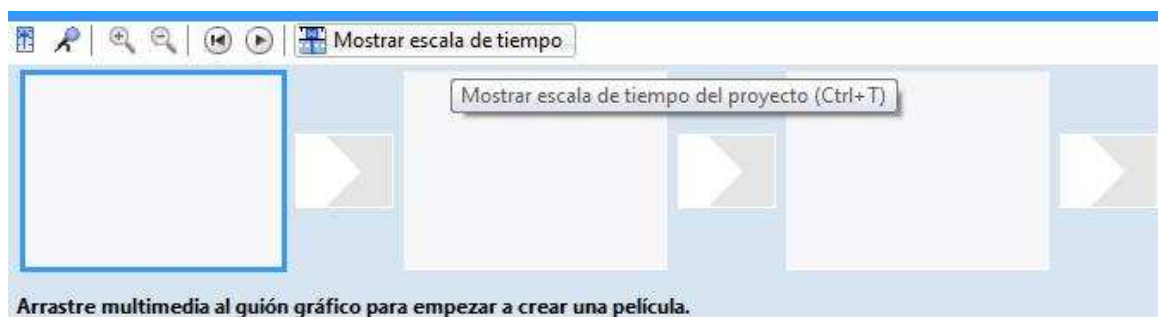 Mostrar escala de tiempo
Mostrar escala de tiempo del proyecto (Ctrl+T)
Arrastre multimedia al guión gráfico para empezar a crear una película.